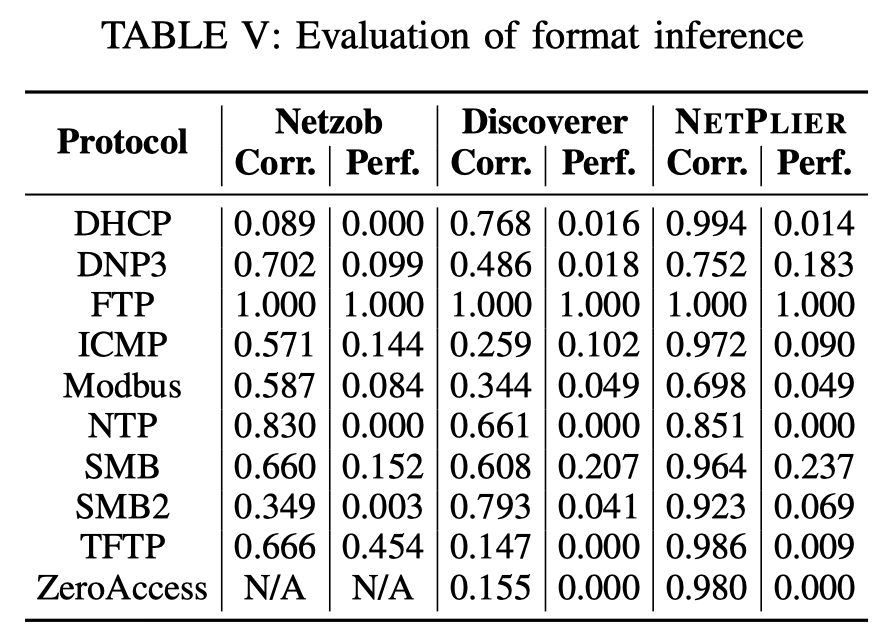 TABLE V: Evaluation of format inference
Protocol Netzob Discoverer NETPLIER
Corr. Perf. Corr. Perf. Corr. Perf.
DHCP 0.089 0.000 0.768 0.016 0.994 0.014
DNP3 0.702 0.099 0.486 0.018 0.752 0.183
FTP 1.000 1.000 1.000 1.000 1.000 1.000
ICMP 0.571 0.144 0.259 0.102 0.972 0.090
Modbus 0.587 0.084 0.344 0.049 0.698 0.049
NTP 0.830 0.000 0.661 0.000 0.851 0.000
SMB 0.660 0.152 0.608 0.207 0.964 0.237
SMB2 0.349 0.003 0.793 0.041 0.923 0.069
TFTP 0.666 0.454 0.147 0.000 0.986 0.009
ZeroAccess N/A N/A 0.155 0.000 0.980 0.000